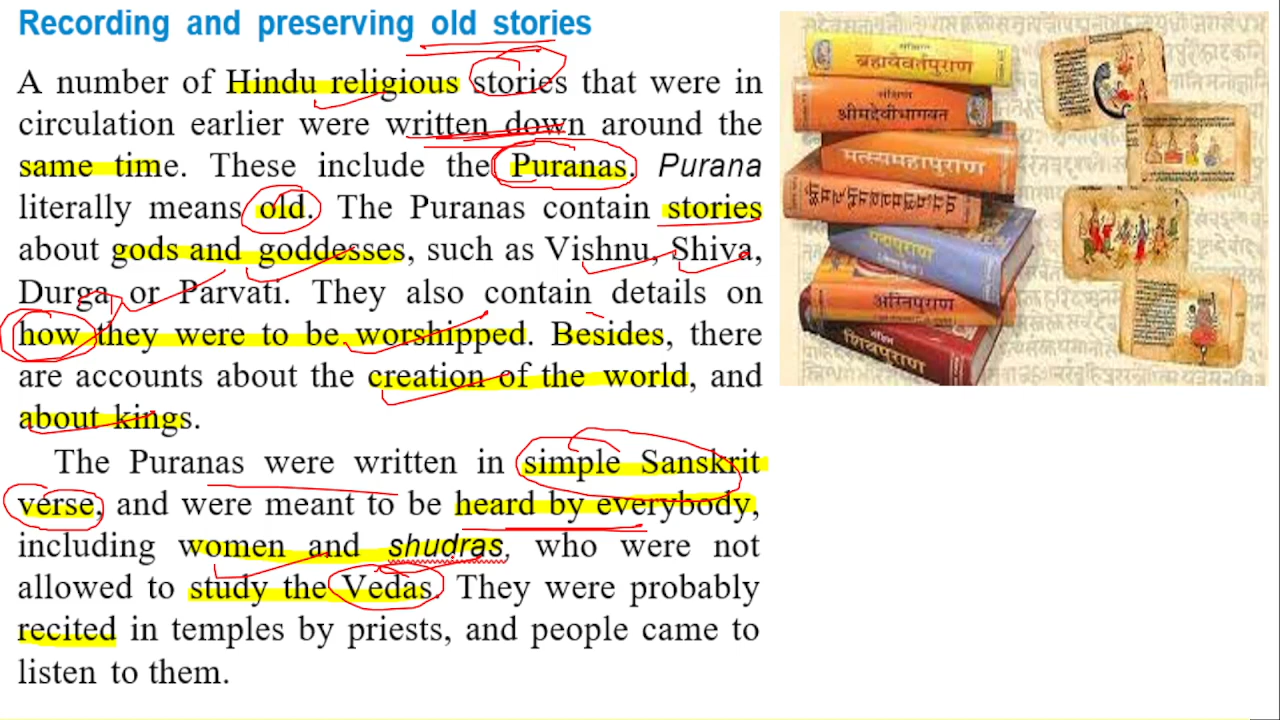 Recording and preserving old stories
A number of Hindu religious stories that were in
circulation earlier were written down around the
same time. These include the Puranas. Purana
literally means old. The Puranas contain stories
about gods and goddesses, such as Vishnu, Shiva,
Durga or Parvati. They also contain details on
how they were to be worshipped. Besides, there
are accounts about the creation of the world, and
about kings.
The Puranas were written in simple Sanskrit
verse, and were meant to be heard by everybody,
including women and shudras, who were not
allowed to study the Vedas. They were probably
recited in temples by priests, and people came to
listen to them.
संक्षिप्त
ब्रह्मवैवर्तपुराण
संक्षिप्त
श्रीमद्देवीभागवत
मत्स्यमहापुराण
पद्मपुराण
अग्निपुराण
संक्षिप्त
शिवपुराण